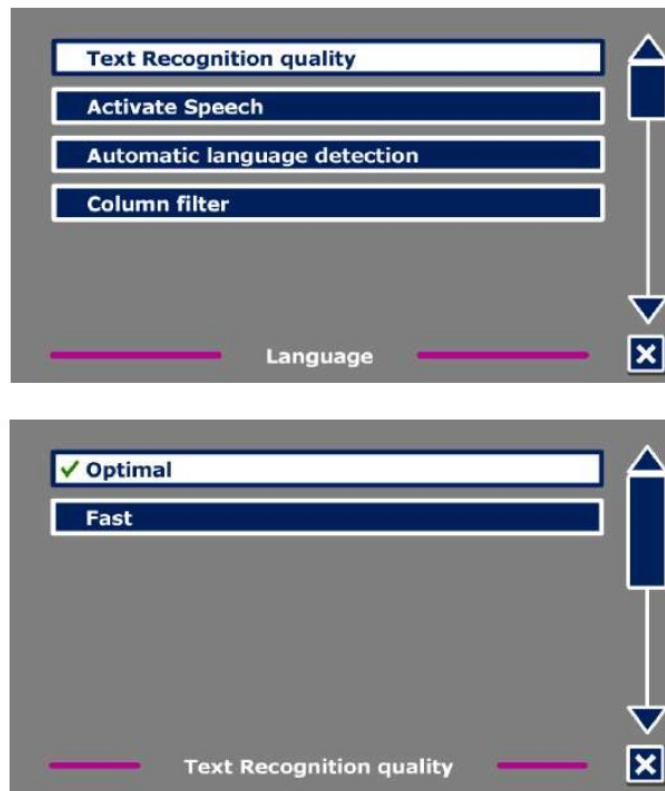 Text Recognition quality
Activate Speech
Automatic language detection
Column filter
Language
Optimal
Fast
Text Recognition quality